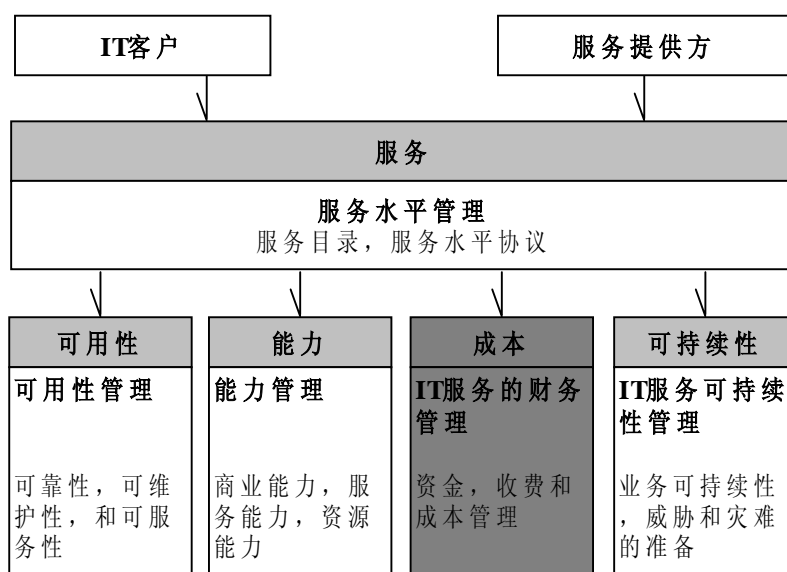 IT客户
服务提供方
服务
服务水平管理
服务目录，服务水平协议
可用性
可用性管理
可靠性，可维
护性，和可服
务性
能力
能力管理
商业能力，服
务能力，资源
能力
成本
IT服务的财务
管理
资金，收费和
成本管理
可持续性
IT服务可持续
性管理
业务可持续性
，威胁和灾难
的准备